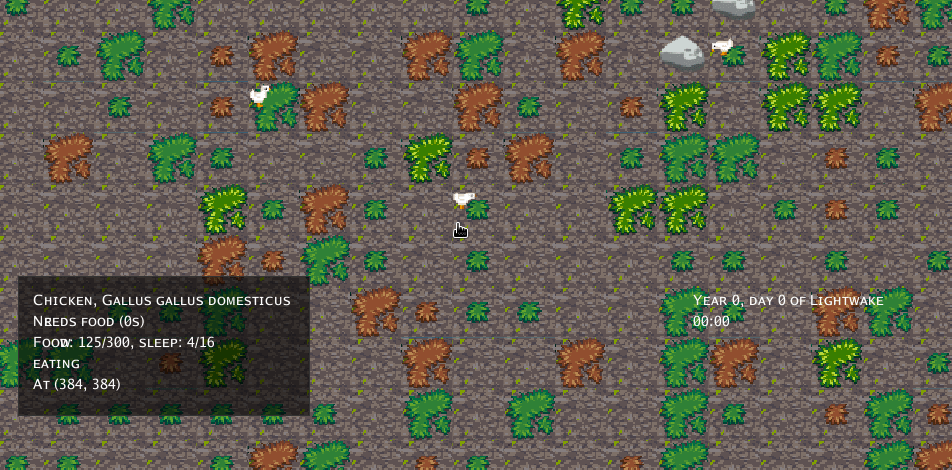 Chicken, Gallus gallus domesticus
Needs food (0s)
Food: 125/300, sleep: 4/16
eating
At (384, 384)
Year 0, day 0 of Lightwake
00:00